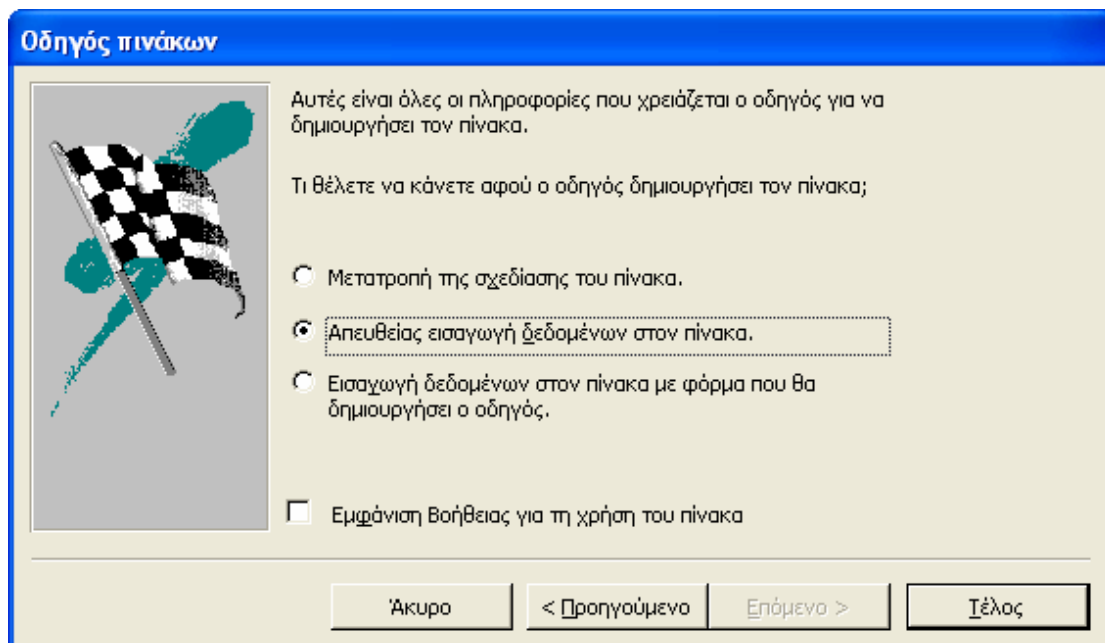 Οδηγός πινάκων
Αυτές είναι όλες οι πληροφορίες που χρειάζεται ο οδηγός για να
δημιουργήσει τον πίνακα.
Τι θέλετε να κάνετε αφού ο οδηγός δημιουργήσει τον πίνακα;
Μετατροπή της σχεδίασης του πίνακα.
Απευθείας εισαγωγή δεδομένων στον πίνακα.
Εισαγωγή δεδομένων στον πίνακα με φόρμα που θα
δημιουργήσει ο οδηγός.
Εμφάνιση Βοήθειας για τη χρήση του πίνακα
Άκυρο
< Προηγούμενο
Επόμενο >
Τέλος